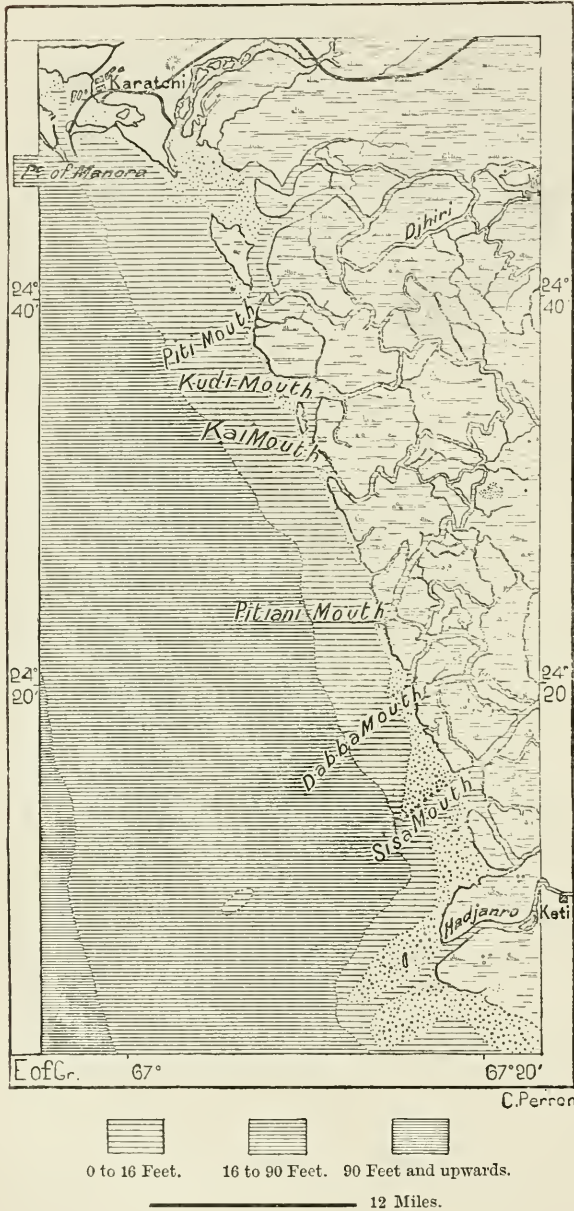 Karatchi
Pt. of Manora
Djhiri
24° 40′
24° 40′
Piti-Mouth
Kudi-Mouth
Kai Mouth
Pitiani-Mouth
24° 20′
24° 20′
Dabba Mouth
Sisa Mouth
Hadjanro
Keti
E of Gr.
67°
67° 20′
C. Perron
0 to 16 Feet.
16 to 90 Feet.
90 Feet and upwards.
12 Miles.